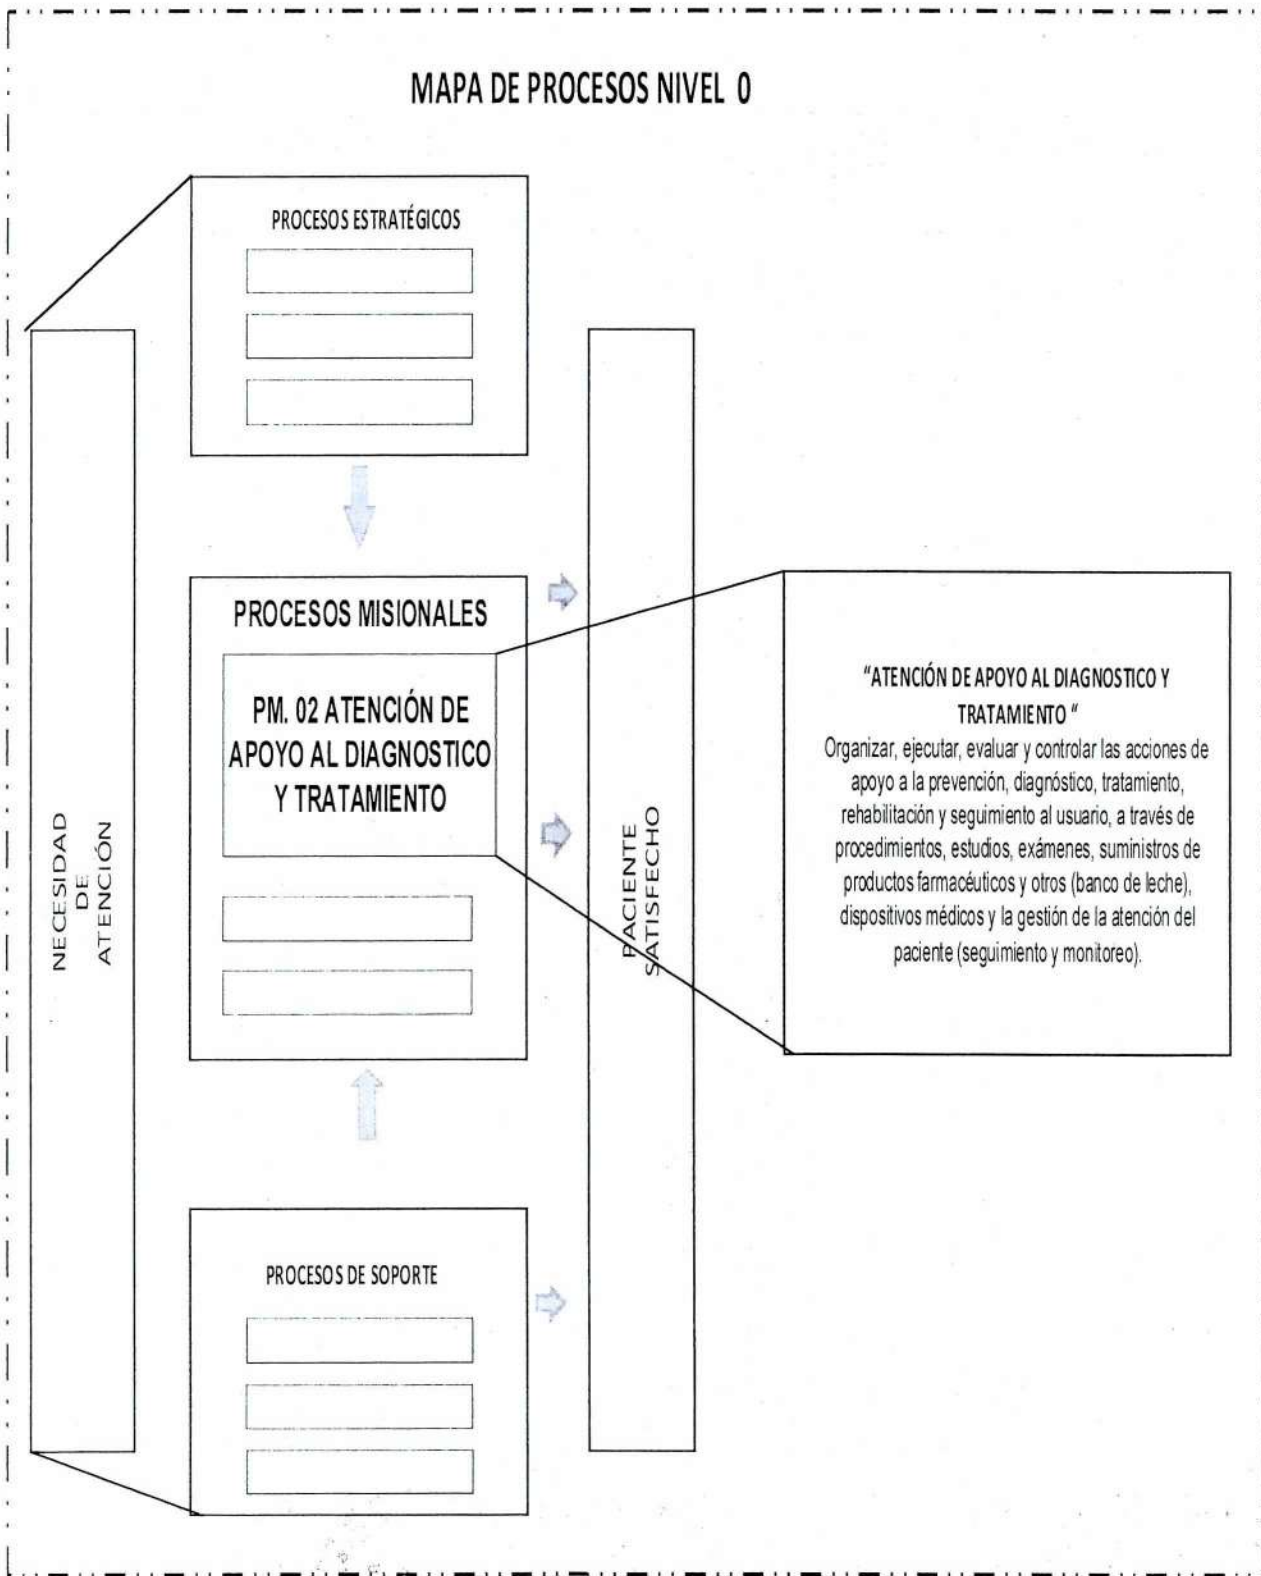 MAPA DE PROCESOS NIVEL 0
PROCESOS ESTRATÉGICOS
NECESIDAD
DE
ATENCIÓN
PROCESOS MISIONALES
PM. 02 ATENCIÓN DE
APOYO AL DIAGNOSTICO
Y TRATAMIENTO
PROCESOS DE SOPORTE
PACIENTE
SATISFECHO
“ATENCIÓN DE APOYO AL DIAGNOSTICO Y
TRATAMIENTO “
Organizar, ejecutar, evaluar y controlar las acciones de
apoyo a la prevención, diagnóstico, tratamiento,
rehabilitación y seguimiento al usuario, a través de
procedimientos, estudios, exámenes, suministros de
productos farmacéuticos y otros (banco de leche),
dispositivos médicos y la gestión de la atención del
paciente (seguimiento y monitoreo).